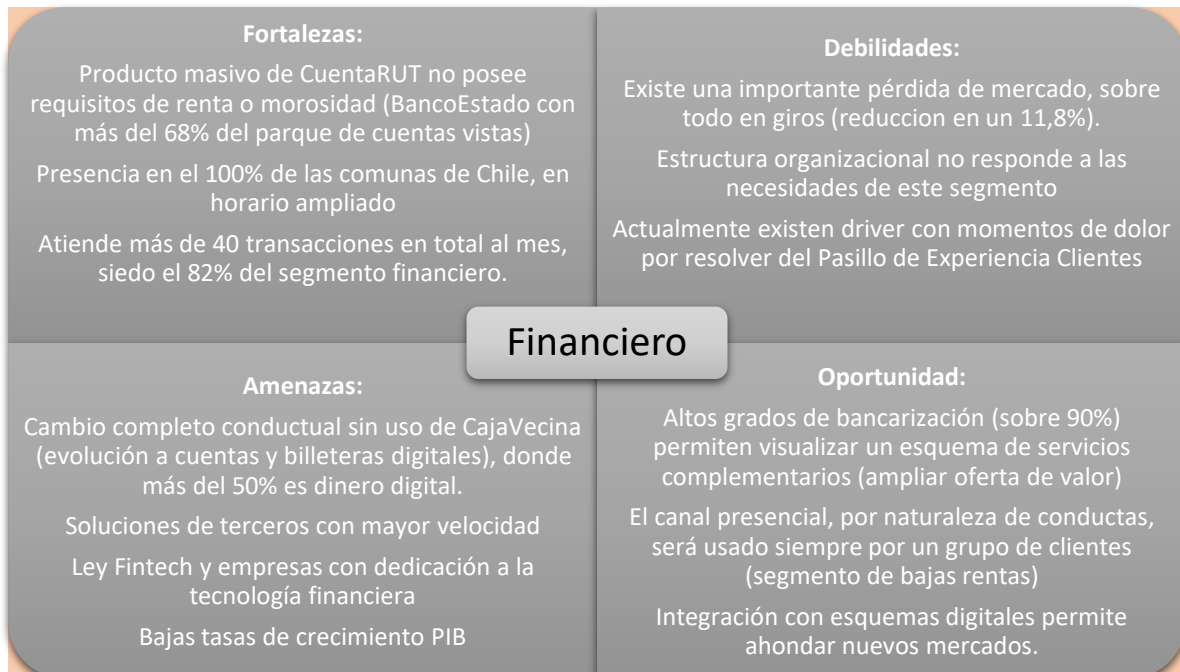 Fortalezas:
Producto masivo de CuentaRUT no posee
requisitos de renta o morosidad (BancoEstado con
más del 68% del parque de cuentas vistas)
Presencia en el 100% de las comunas de Chile, en
horario ampliado
Atiende más de 40 transacciones en total al mes,
siedo el 82% del segmento financiero.
Debilidades:
Existe una importante pérdida de mercado, sobre
todo en giros (reduccion en un 11,8%).
Estructura organizacional no responde a las
necesidades de este segmento
Actualmente existen driver con momentos de dolor
por resolver del Pasillo de Experiencia Clientes
Financiero
Amenazas:
Cambio completo conductual sin uso de CajaVecina
(evolución a cuentas y billeteras digitales), donde
más del 50% es dinero digital.
Soluciones de terceros con mayor velocidad
Ley Fintech y empresas con dedicación a la
tecnología financiera
Bajas tasas de crecimiento PIB
Oportunidad:
Altos grados de bancarización (sobre 90%)
permiten visualizar un esquema de servicios
complementarios (ampliar oferta de valor)
El canal presencial, por naturaleza de conductas,
será usado siempre por un grupo de clientes
(segmento de bajas rentas)
Integración con esquemas digitales permite
ahondar nuevos mercados.